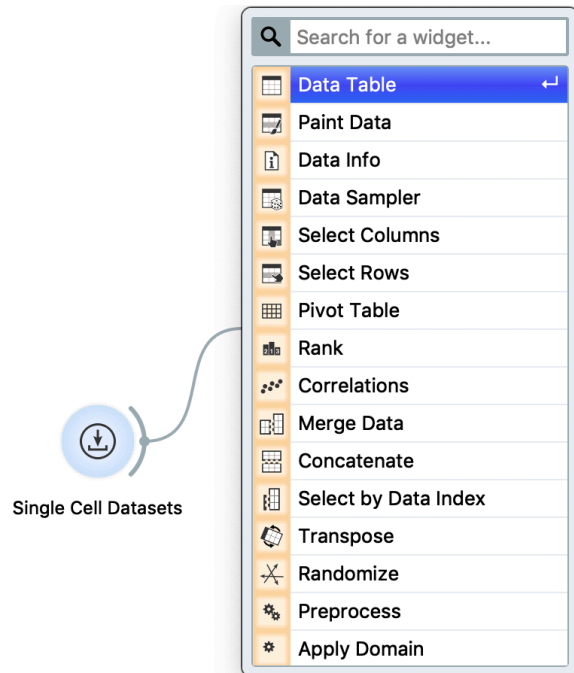 Search for a widget...
Data Table
Paint Data
Data Info
Data Sampler
Select Columns
Select Rows
Pivot Table
Rank
Correlations
Merge Data
Concatenate
Select by Data Index
Transpose
Randomize
Preprocess
Apply Domain
Single Cell Datasets